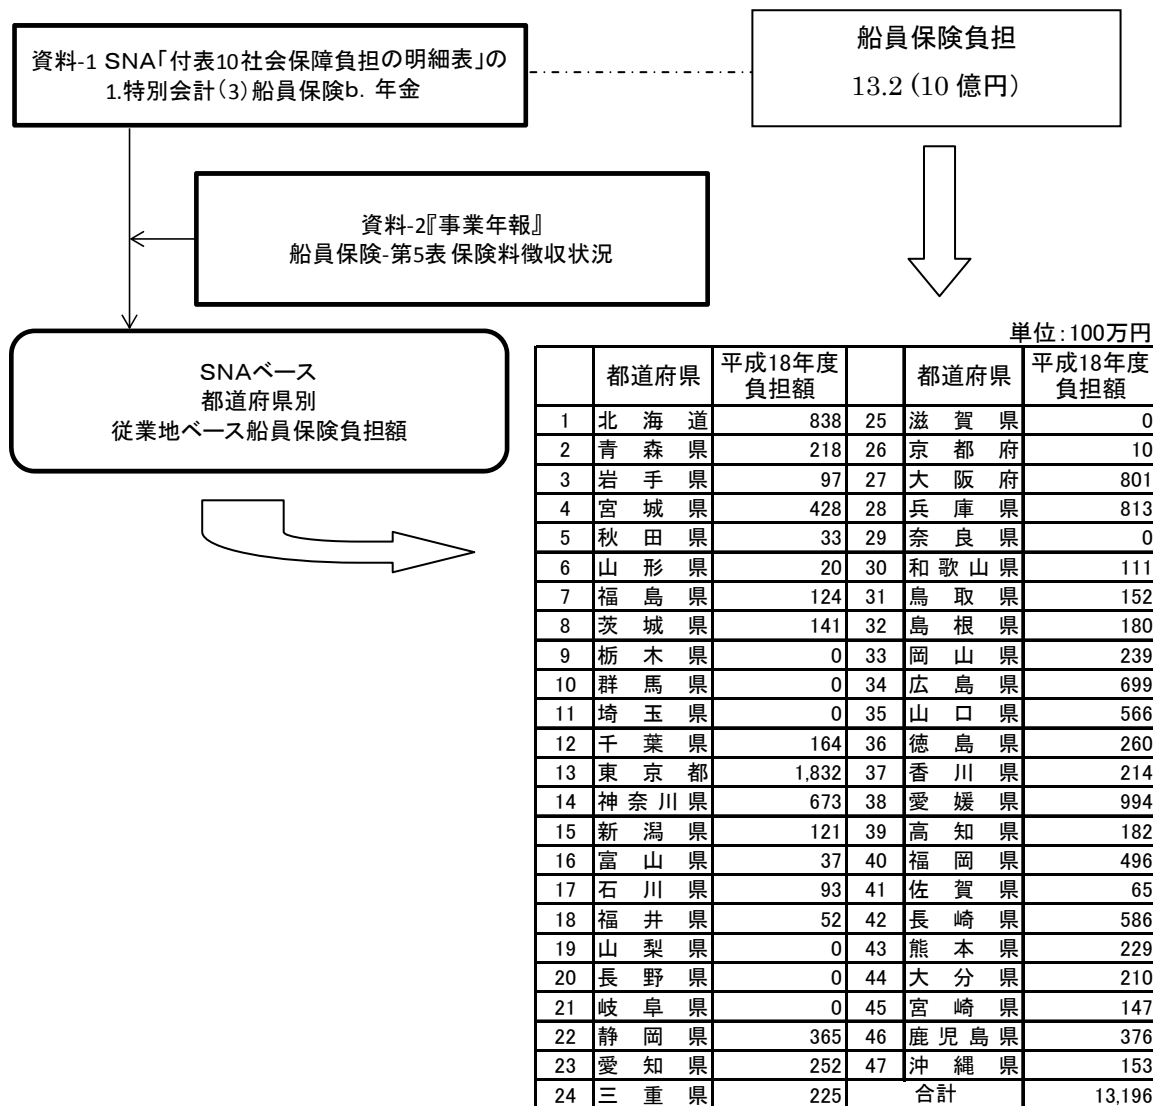 資料-1 SNA「付表10社会保障負担の明細表」の
1.特別会計(3)船員保険b. 年金
船員保険負担
13.2 (10 億円)
資料-2『事業年報』
船員保険-第5表 保険料徴収状況
SNAベース
都道府県別
従業地ベース船員保険負担額
単位:100万円
都道府県 平成18年度負担額 都道府県 平成18年度負担額
1 北海道 838 25 滋賀県 0
2 青森県 218 26 京都府 10
3 岩手県 97 27 大阪府 801
4 宮城県 428 28 兵庫県 813
5 秋田県 33 29 奈良県 0
6 山形県 20 30 和歌山県 111
7 福島県 124 31 鳥取県 152
8 茨城県 141 32 島根県 180
9 栃木県 0 33 岡山県 239
10 群馬県 0 34 広島県 699
11 埼玉県 0 35 山口県 566
12 千葉県 164 36 徳島県 260
13 東京都 1,832 37 香川県 214
14 神奈川県 673 38 愛媛県 994
15 新潟県 121 39 高知県 182
16 富山県 37 40 福岡県 496
17 石川県 93 41 佐賀県 65
18 福井県 52 42 長崎県 586
19 山梨県 0 43 熊本県 229
20 長野県 0 44 大分県 210
21 岐阜県 0 45 宮崎県 147
22 静岡県 365 46 鹿児島県 376
23 愛知県 252 47 沖縄県 153
24 三重県 225 合計 13,196